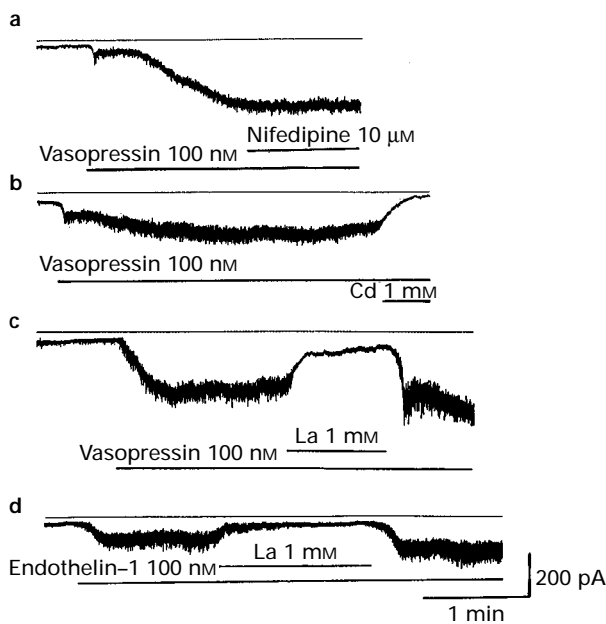 a
Nifedipine 10 μM
Vasopressin 100 nM
b
Vasopressin 100 nM
Cd 1 mM
c
La 1 mM
Vasopressin 100 nM
d
La 1 mM
Endothelin–1 100 nM
200 pA
1 min